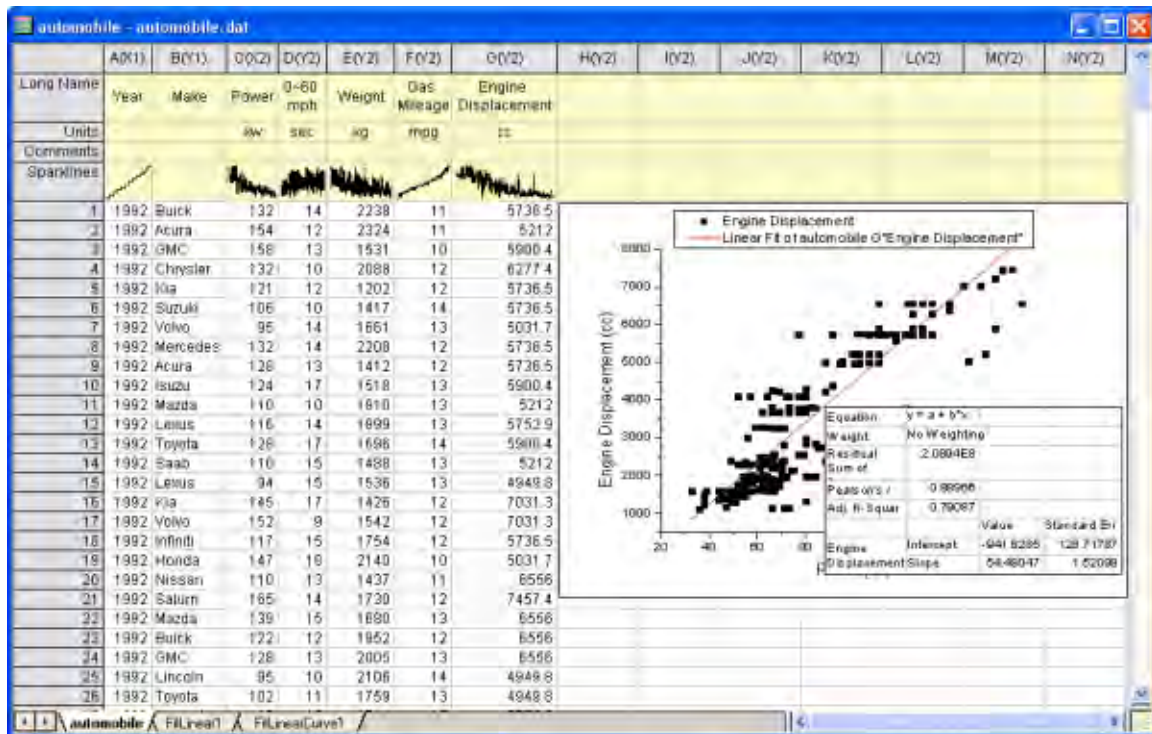 automobile - automobile.dat
A(X1) B(Y1) C(X2) D(Y2) E(Y2) F(Y2) G(Y2) H(Y2) I(Y2) J(Y2) K(Y2) L(Y2) M(Y2) N(Y2)
Long Name Year Make Power 0~60 mph Weight Gas Mileage Engine Displacement
Units kw sec kg mpg cc
Comments
Sparklines
1 1992 Buick 132 14 2238 11 5736.5
2 1992 Acura 154 12 2324 11 5212
3 1992 GMC 158 13 1531 10 5900.4
4 1992 Chrysler 132 10 2088 12 6277.4
5 1992 Kia 121 12 1202 12 5736.5
6 1992 Suzuki 106 10 1417 14 5736.5
7 1992 Volvo 95 14 1661 13 5031.7
8 1992 Mercedes 132 14 2208 12 5736.5
9 1992 Acura 128 13 1412 12 5736.5
10 1992 Isuzu 124 17 1518 13 5900.4
11 1992 Mazda 110 10 1810 13 5212
12 1992 Lexus 116 14 1899 12 5752.9
13 1992 Toyota 128 17 1696 14 5900.4
14 1992 Saab 110 15 1488 13 5212
15 1992 Lexus 94 15 1536 13 4949.8
16 1992 Kia 145 17 1426 12 7031.3
17 1992 Volvo 152 9 1542 12 7031.3
18 1992 Infiniti 117 15 1754 12 5736.5
19 1992 Honda 147 18 2140 10 5031.7
20 1992 Nissan 110 13 1437 11 6556
21 1992 Saturn 165 14 1730 12 7457.4
22 1992 Mazda 139 15 1680 13 6556
23 1992 Buick 122 12 1952 12 6556
24 1992 GMC 128 13 2005 13 6556
25 1992 Lincoln 95 10 2106 14 4949.8
26 1992 Toyota 102 11 1759 13 4949.8
Engine Displacement
Linear Fit of automobile G"Engine Displacement"
8000
7000
6000
5000
4000
3000
2000
1000
Engine Displacement (cc)
20 40 60 80
Equation y = a + b*x
Weight No Weighting
Residual Sum of 2.0894E8
Pearson's r 0.88966
Adj. R-Squar 0.79087
Value Standard Err
Engine Displacement Intercept -941.6285 128.71787
Slope 54.48047 1.52098
automobile FitLinear1 FitLinearCurve1